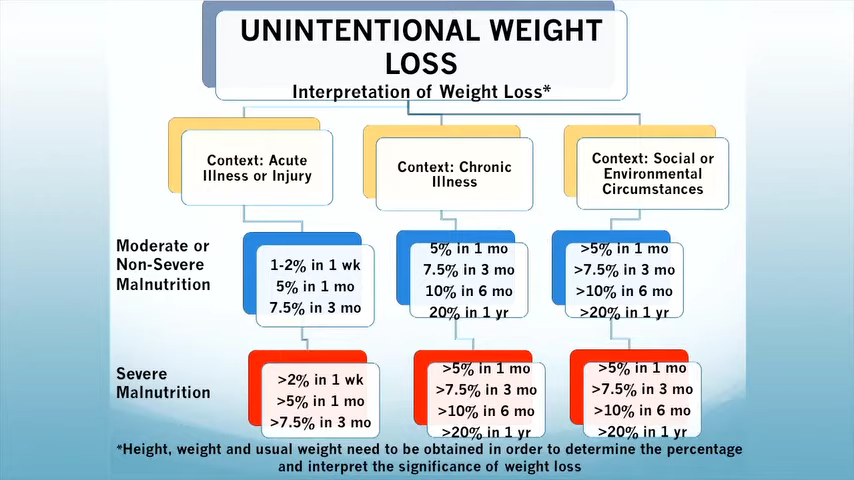 UNINTENTIONAL WEIGHT
LOSS
Interpretation of Weight Loss*
Context: Acute
Illness or Injury
Context: Chronic
Illness
Context: Social or
Environmental
Circumstances
Moderate or
Non-Severe
Malnutrition
1-2% in 1 wk
5% in 1 mo
7.5% in 3 mo
5% in 1 mo
7.5% in 3 mo
10% in 6 mo
20% in 1 yr
>5% in 1 mo
>7.5% in 3 mo
>10% in 6 mo
>20% in 1 yr
Severe
Malnutrition
>2% in 1 wk
>5% in 1 mo
>7.5% in 3 mo
>5% in 1 mo
>7.5% in 3 mo
>10% in 6 mo
>20% in 1 yr
>5% in 1 mo
>7.5% in 3 mo
>10% in 6 mo
>20% in 1 yr
*Height, weight and usual weight need to be obtained in order to determine the percentage
and interpret the significance of weight loss